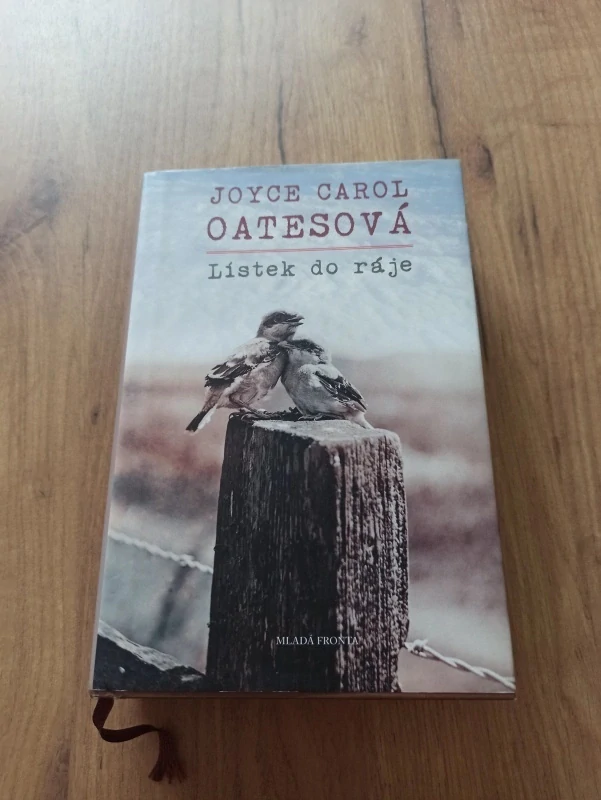 JOYCE CAROL
OATESOVÁ
Lístek do ráje
MLADÁ FRONTA